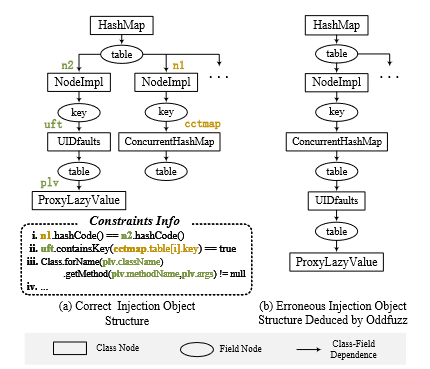 HashMap
table
n2
n1
NodeImpl
NodeImpl
. . .
key
key
uft
cctmap
UIDfaults
ConcurrentHashMap
table
table
plv
ProxyLazyValue
Constraints Info
i. n1.hashCode() == n2.hashCode()
ii. uft.containsKey(cctmap.table[i].key) == true
iii. Class.forName(plv.className)
.getMethod(plv.methodName,plv.args) != null
iv. ...
(a) Correct Injection Object
Structure
HashMap
table
NodeImpl
. . .
key
ConcurrentHashMap
table
UIDfaults
table
ProxyLazyValue
(b) Erroneous Injection Object
Structure Deduced by Oddfuzz
Class Node
Field Node
Class-Field
Dependence